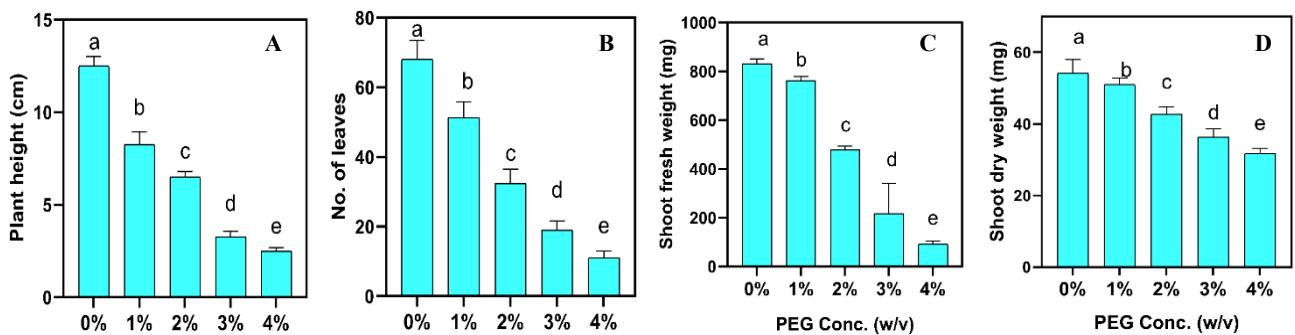 A
Plant height (cm)
15
10
5
0
a
b
c
d
e
0% 1% 2% 3% 4%
B
No. of leaves
80
60
40
20
0
a
b
c
d
e
0% 1% 2% 3% 4%
C
Shoot fresh weight (mg)
1000
800
600
400
200
0
a
b
c
d
e
0% 1% 2% 3% 4%
PEG Conc. (w/v)
D
Shoot dry weight (mg)
60
40
20
0
a
b
c
d
e
0% 1% 2% 3% 4%
PEG Conc. (w/v)